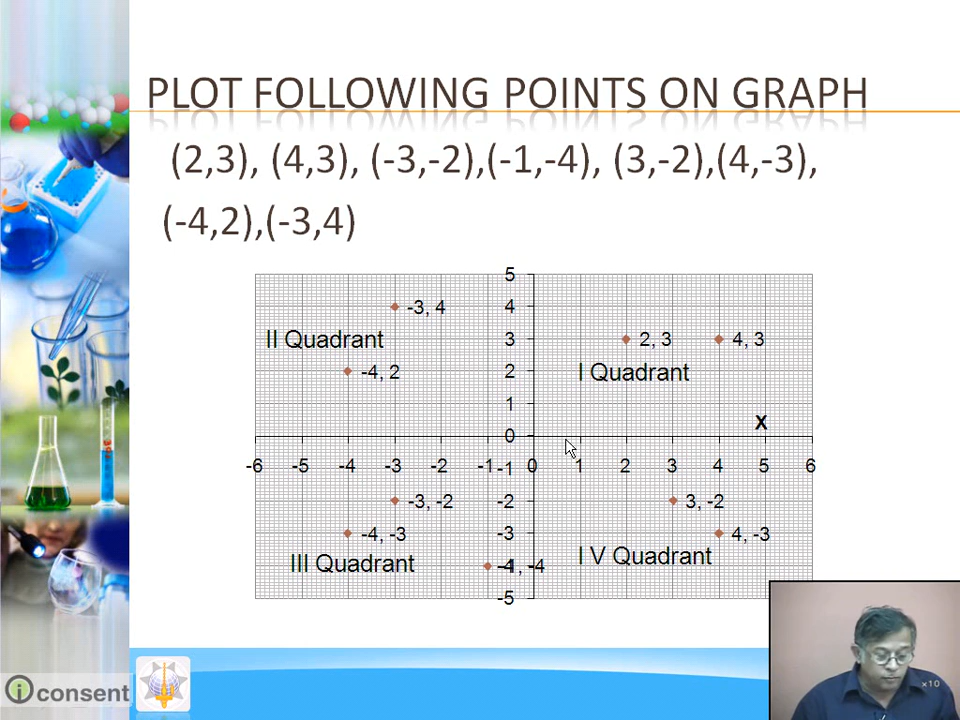 PLOT FOLLOWING POINTS ON GRAPH
(2,3), (4,3), (-3,-2),(-1,-4), (3,-2),(4,-3),
(-4,2),(-3,4)
5
-3, 4
4
II Quadrant
3
2, 3
4, 3
-4, 2
2
I Quadrant
1
X
0
-6 -5 -4 -3 -2 -1 0 1 2 3 4 5 6
-1
-3, -2
-2
3, -2
-4, -3
-3
4, -3
III Quadrant
-4
-1, -4
I V Quadrant
-5
iconsent
x10